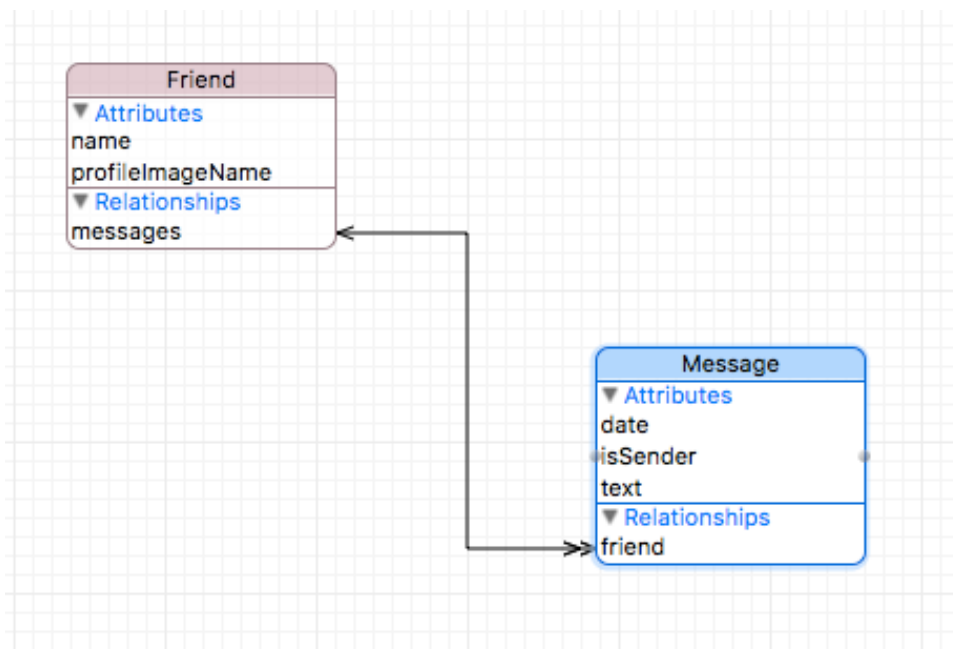 Friend
Attributes
name
profileImageName
Relationships
messages
Message
Attributes
date
isSender
text
Relationships
friend